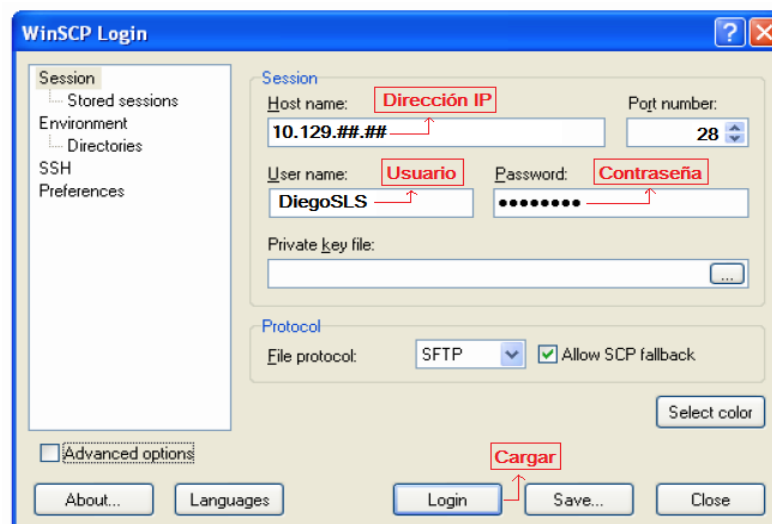 WinSCP Login
Session
Stored sessions
Environment
Directories
SSH
Preferences
Session
Host name: Dirección IP Port number:
10.129.##.## 28
User name: Usuario Password: Contraseña
DiegoSLS ••••••••
Private key file:
...
Protocol
File protocol: SFTP Allow SCP fallback
Select color
Advanced options
Cargar
About... Languages Login Save... Close